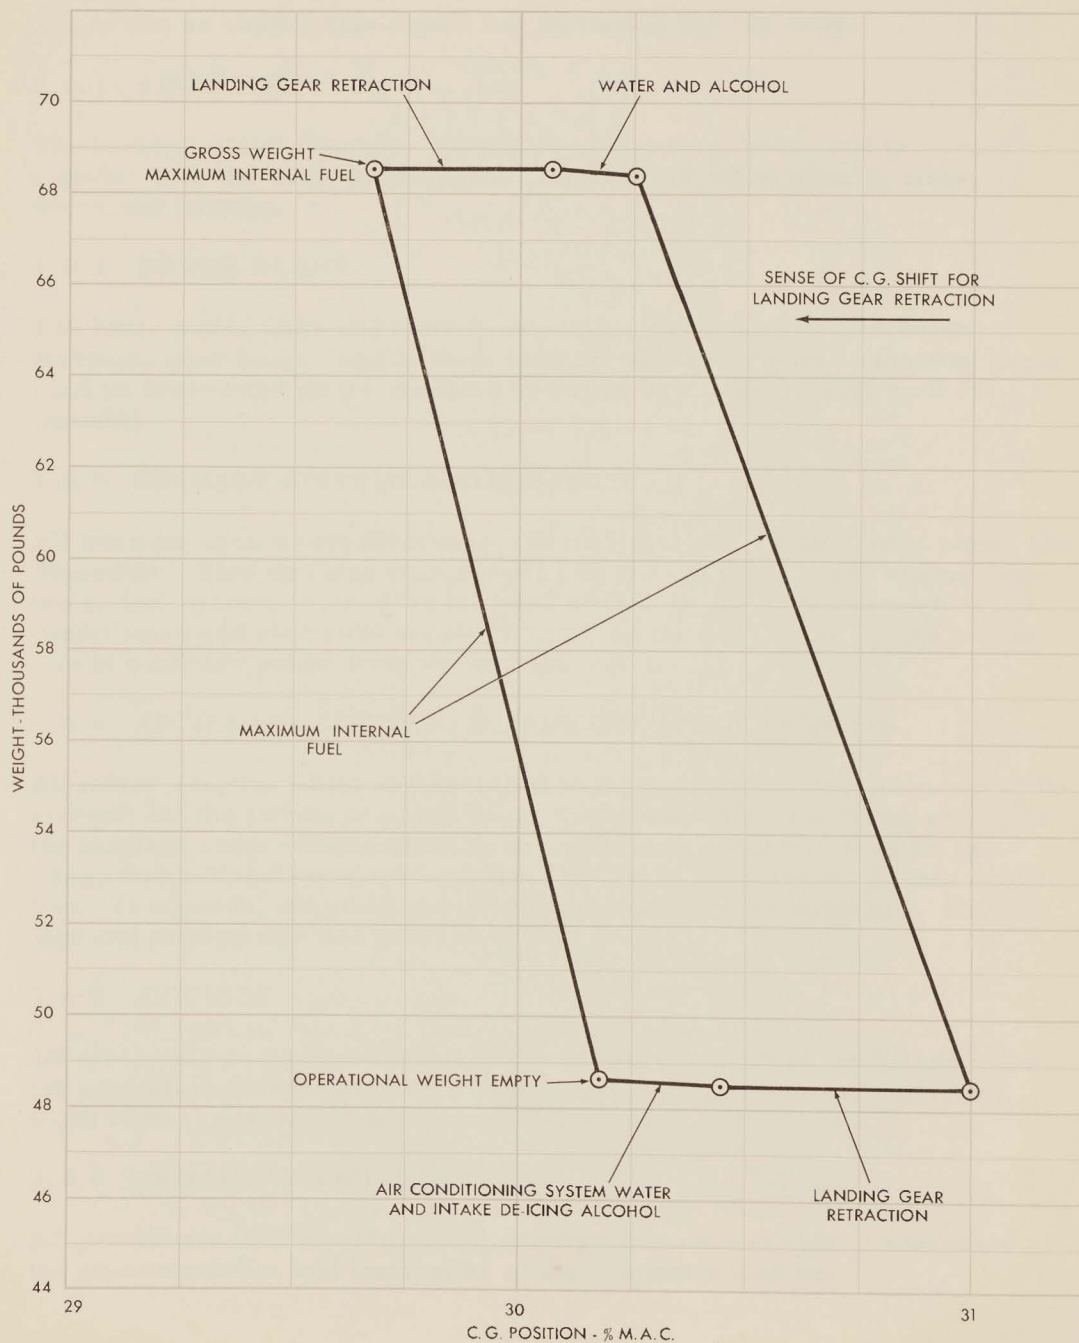 LANDING GEAR RETRACTION
WATER AND ALCOHOL
70
GROSS WEIGHT
MAXIMUM INTERNAL FUEL
68
SENSE OF C.G. SHIFT FOR
LANDING GEAR RETRACTION
66
64
62
60
58
WEIGHT - THOUSANDS OF POUNDS
MAXIMUM INTERNAL
FUEL
56
54
52
50
OPERATIONAL WEIGHT EMPTY
48
AIR CONDITIONING SYSTEM WATER
AND INTAKE DE-ICING ALCOHOL
LANDING GEAR
RETRACTION
46
44
29
30
31
C.G. POSITION - % M.A.C.